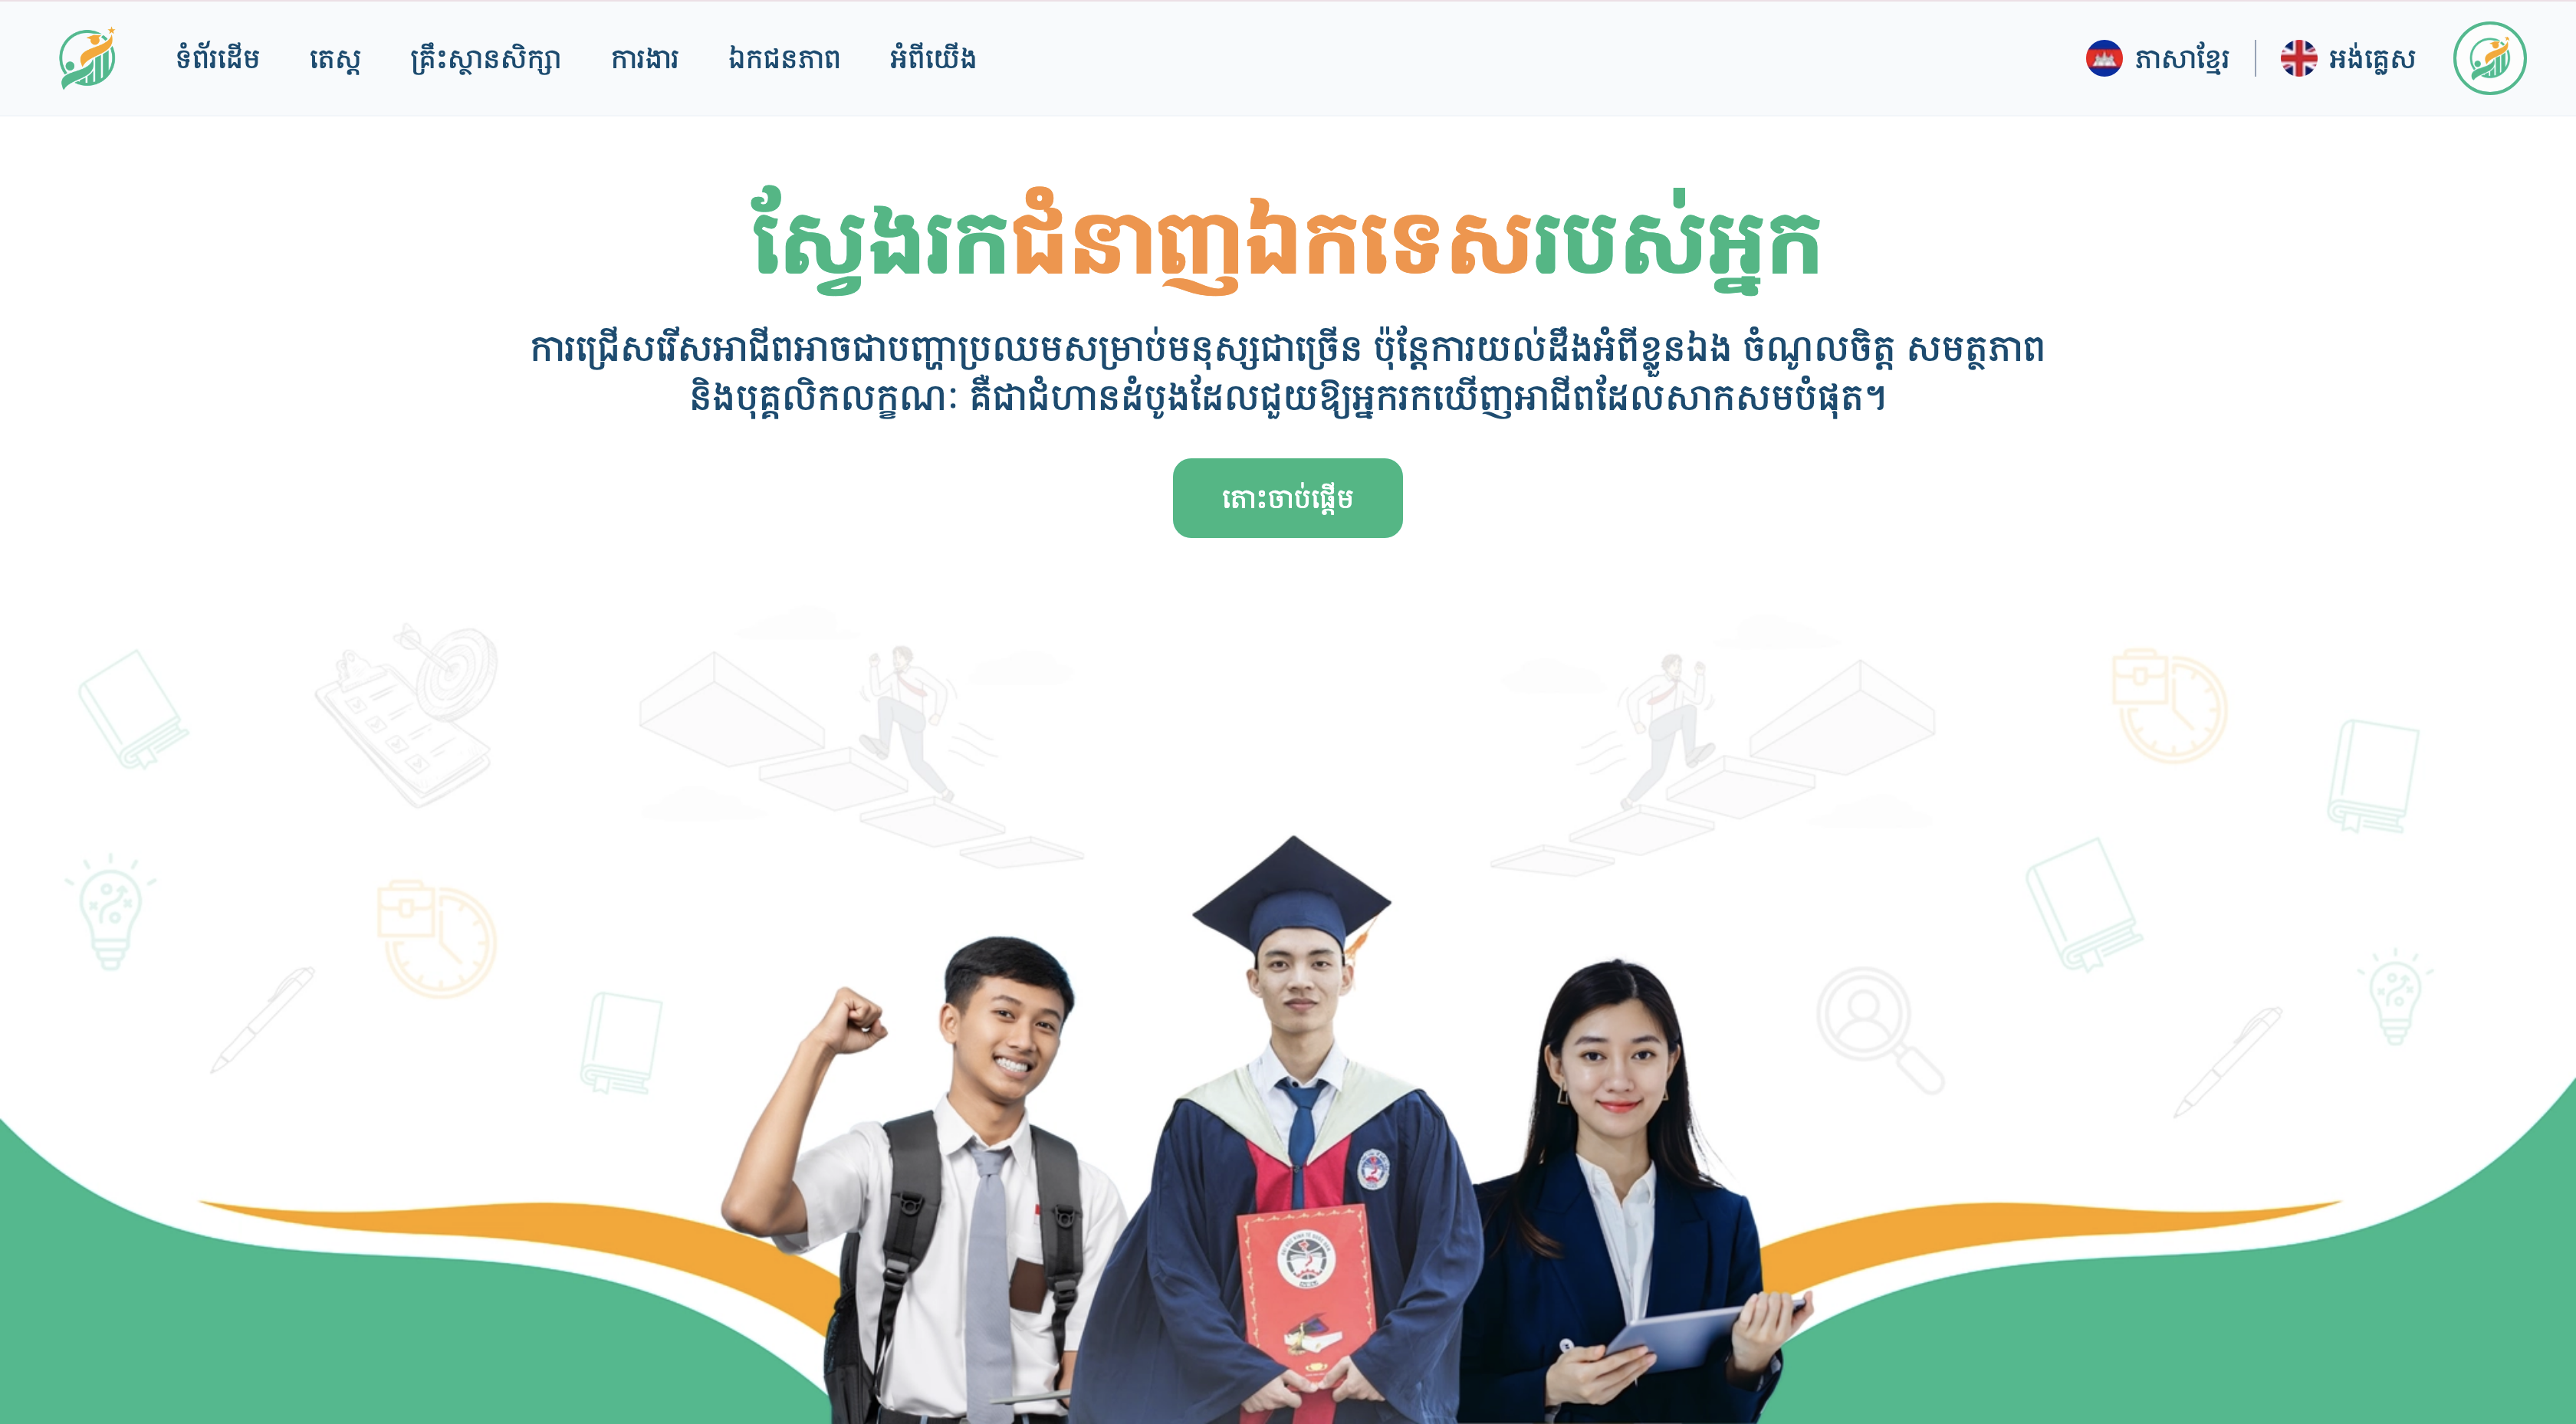 ទំព័រដើម
តេស្ត
គ្រឹះស្ថានសិក្សា
ការងារ
ឯកជនភាព
អំពីយើង
ភាសាខ្មែរ
អង់គ្លេស
ស្វែងរកជំនាញឯកទេសរបស់អ្នក
ការជ្រើសរើសអាជីពអាចជាបញ្ហាប្រឈមសម្រាប់មនុស្សជាច្រើន ប៉ុន្តែការយល់ដឹងអំពីខ្លួនឯង ចំណូលចិត្ត សមត្ថភាព
និងបុគ្គលិកលក្ខណៈ គឺជាជំហានដំបូងដែលជួយឱ្យអ្នករកឃើញអាជីពដែលសាកសមបំផុត។
តោះចាប់ផ្តើម